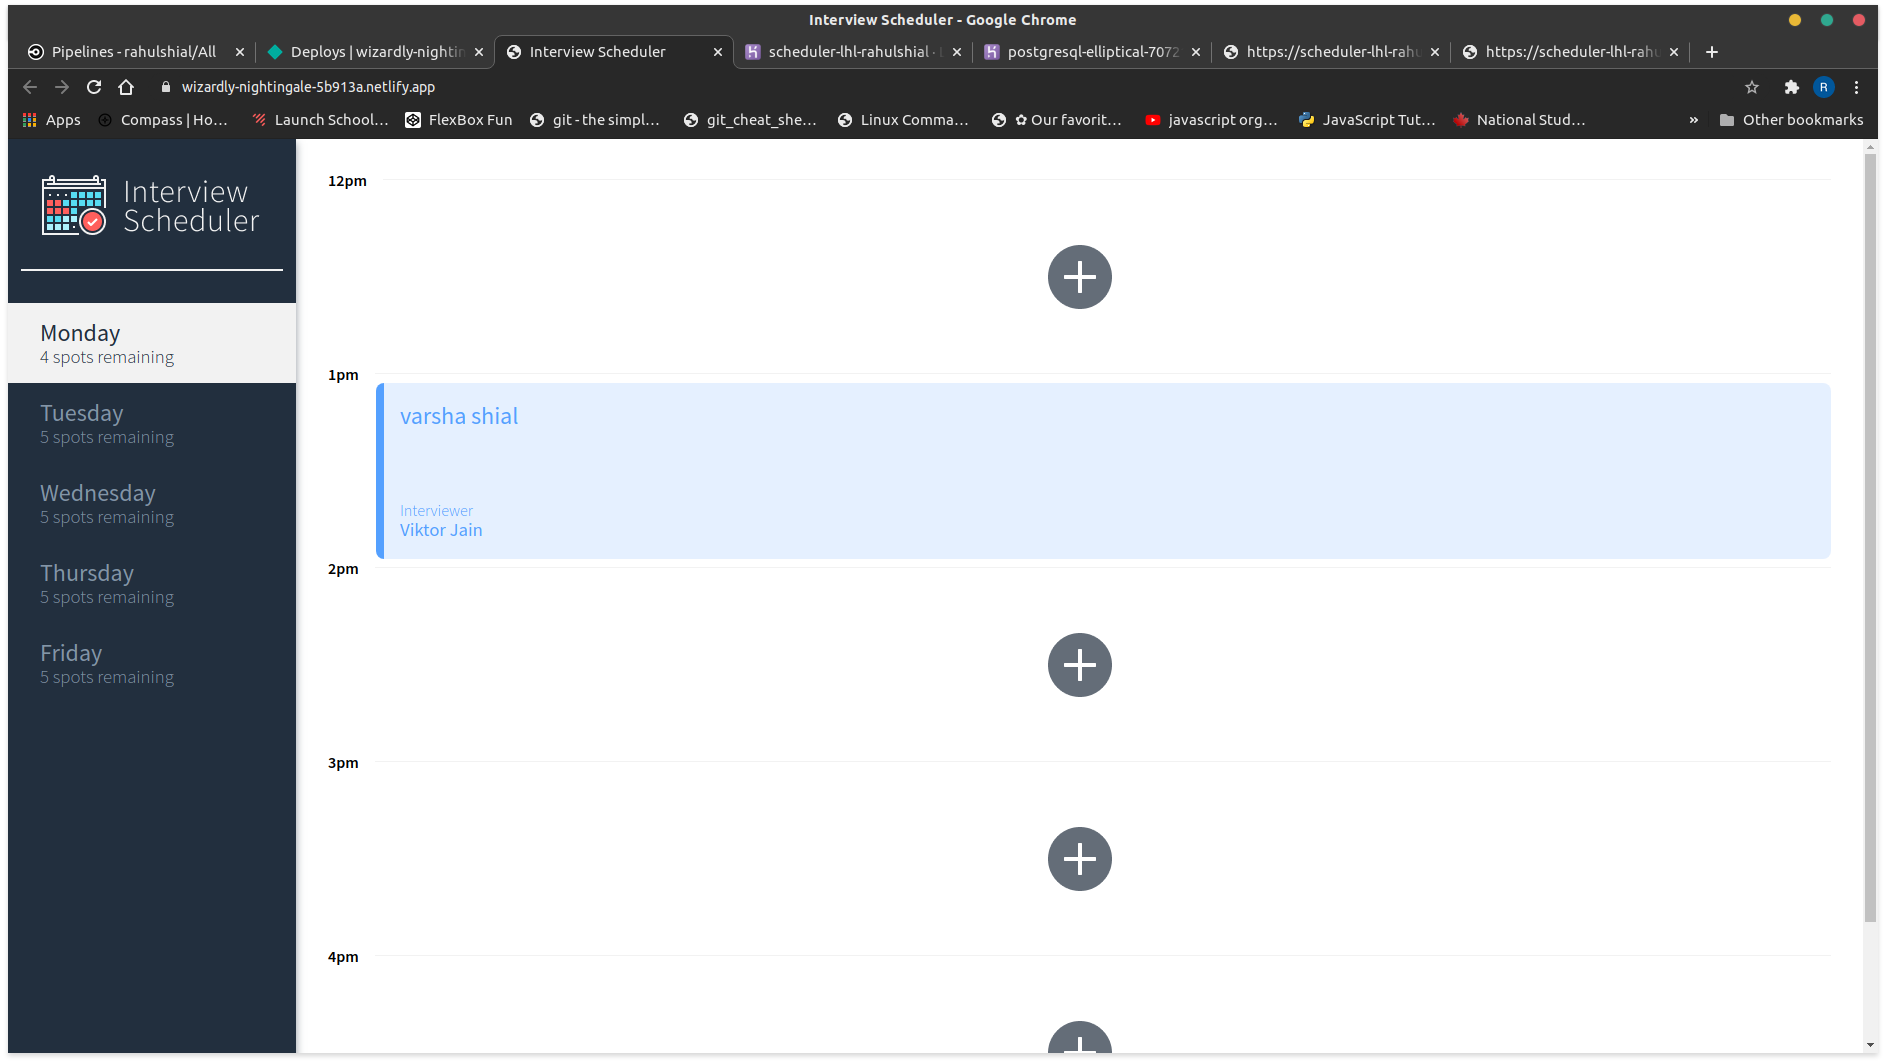 Interview Scheduler - Google Chrome
Pipelines - rahulshial/All
Deploys | wizardly-nightin
Interview Scheduler
scheduler-lhl-rahulshial ·
postgresql-elliptical-7072
https://scheduler-lhl-rahu
https://scheduler-lhl-rahu
wizardly-nightingale-5b913a.netlify.app
R
Apps
Compass | Ho...
Launch School...
FlexBox Fun
git - the simpl...
git_cheat_she...
Linux Comma...
✿ Our favorit...
javascript org...
JavaScript Tut...
National Stud...
»
Other bookmarks
Interview
Scheduler
Monday
4 spots remaining
Tuesday
5 spots remaining
Wednesday
5 spots remaining
Thursday
5 spots remaining
Friday
5 spots remaining
12pm
1pm
varsha shial
Interviewer
Viktor Jain
2pm
3pm
4pm